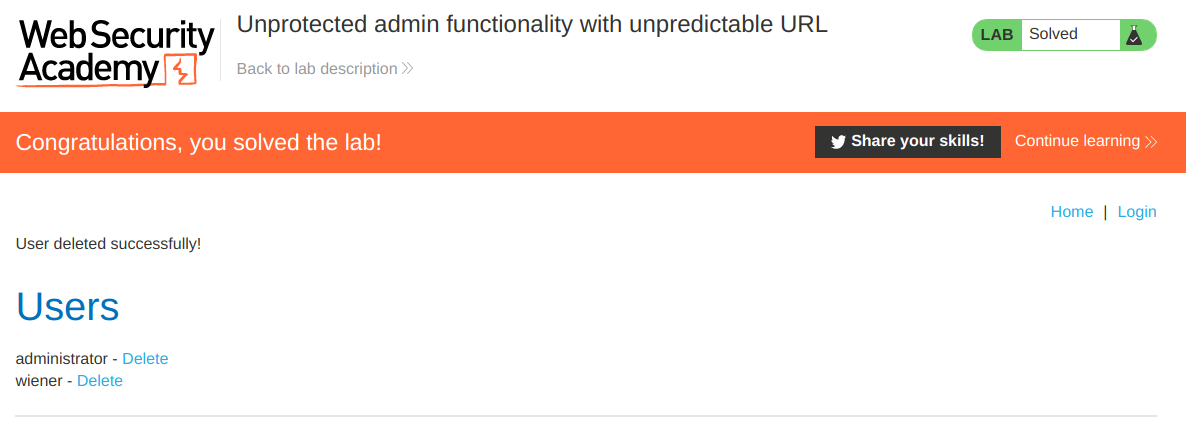 Web Security
Academy
Unprotected admin functionality with unpredictable URL
Back to lab description
LAB Solved
Congratulations, you solved the lab!
Share your skills!
Continue learning
Home | Login
User deleted successfully!
Users
administrator - Delete
wiener - Delete